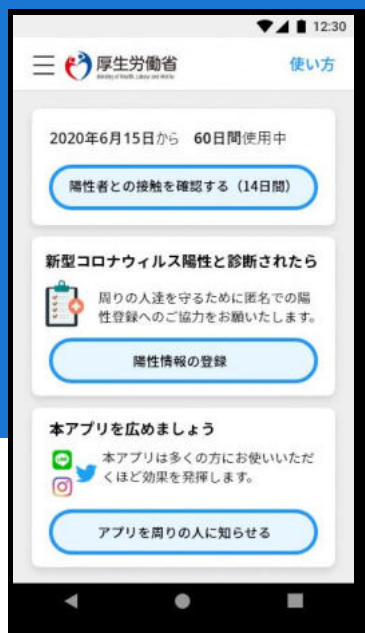 12:30
厚生労働省
使い方
2020年6月15日から 60日間使用中
陽性者との接触を確認する（14日間）
新型コロナウィルス陽性と診断されたら
周りの人達を守るために匿名での陽
性登録へのご協力をお願いいたします。
陽性情報の登録
本アプリを広めましょう
LINE
本アプリは多くの方にお使いいただ
くほど効果を発揮します。
アプリを周りの人に知らせる